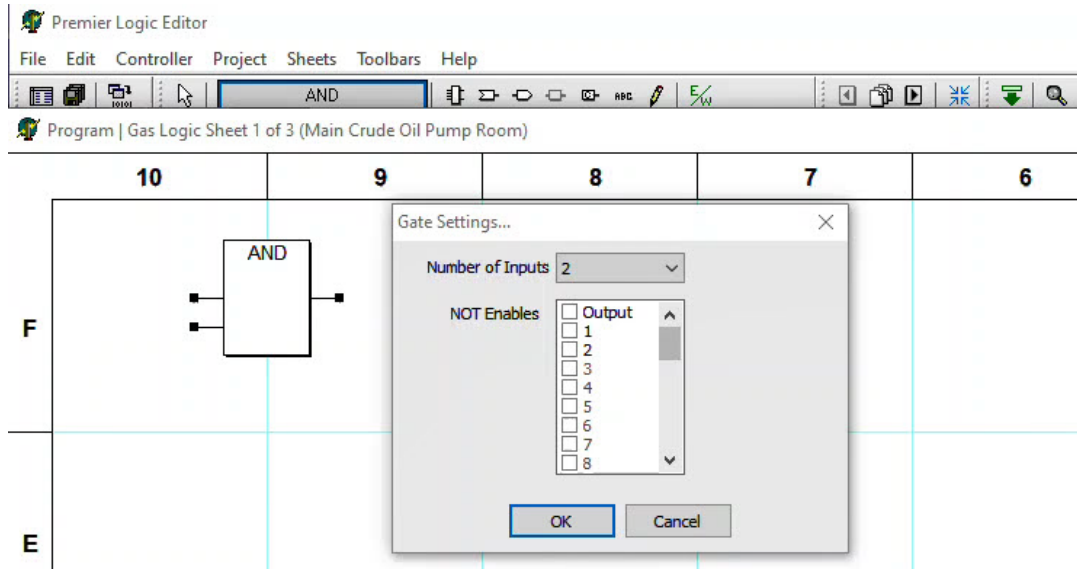 Premier Logic Editor
File Edit Controller Project Sheets Toolbars Help
AND ABC E/W
Program | Gas Logic Sheet 1 of 3 (Main Crude Oil Pump Room)
10 9 8 7 6
Gate Settings...
AND
Number of Inputs 2
NOT Enables Output
1
2
3
4
5
6
7
8
F
OK Cancel
E